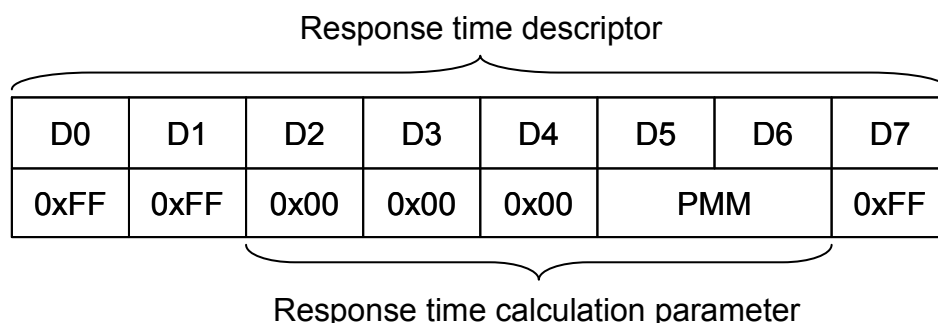 Response time descriptor
D0 D1 D2 D3 D4 D5 D6 D7
0xFF 0xFF 0x00 0x00 0x00 PMM 0xFF
Response time calculation parameter